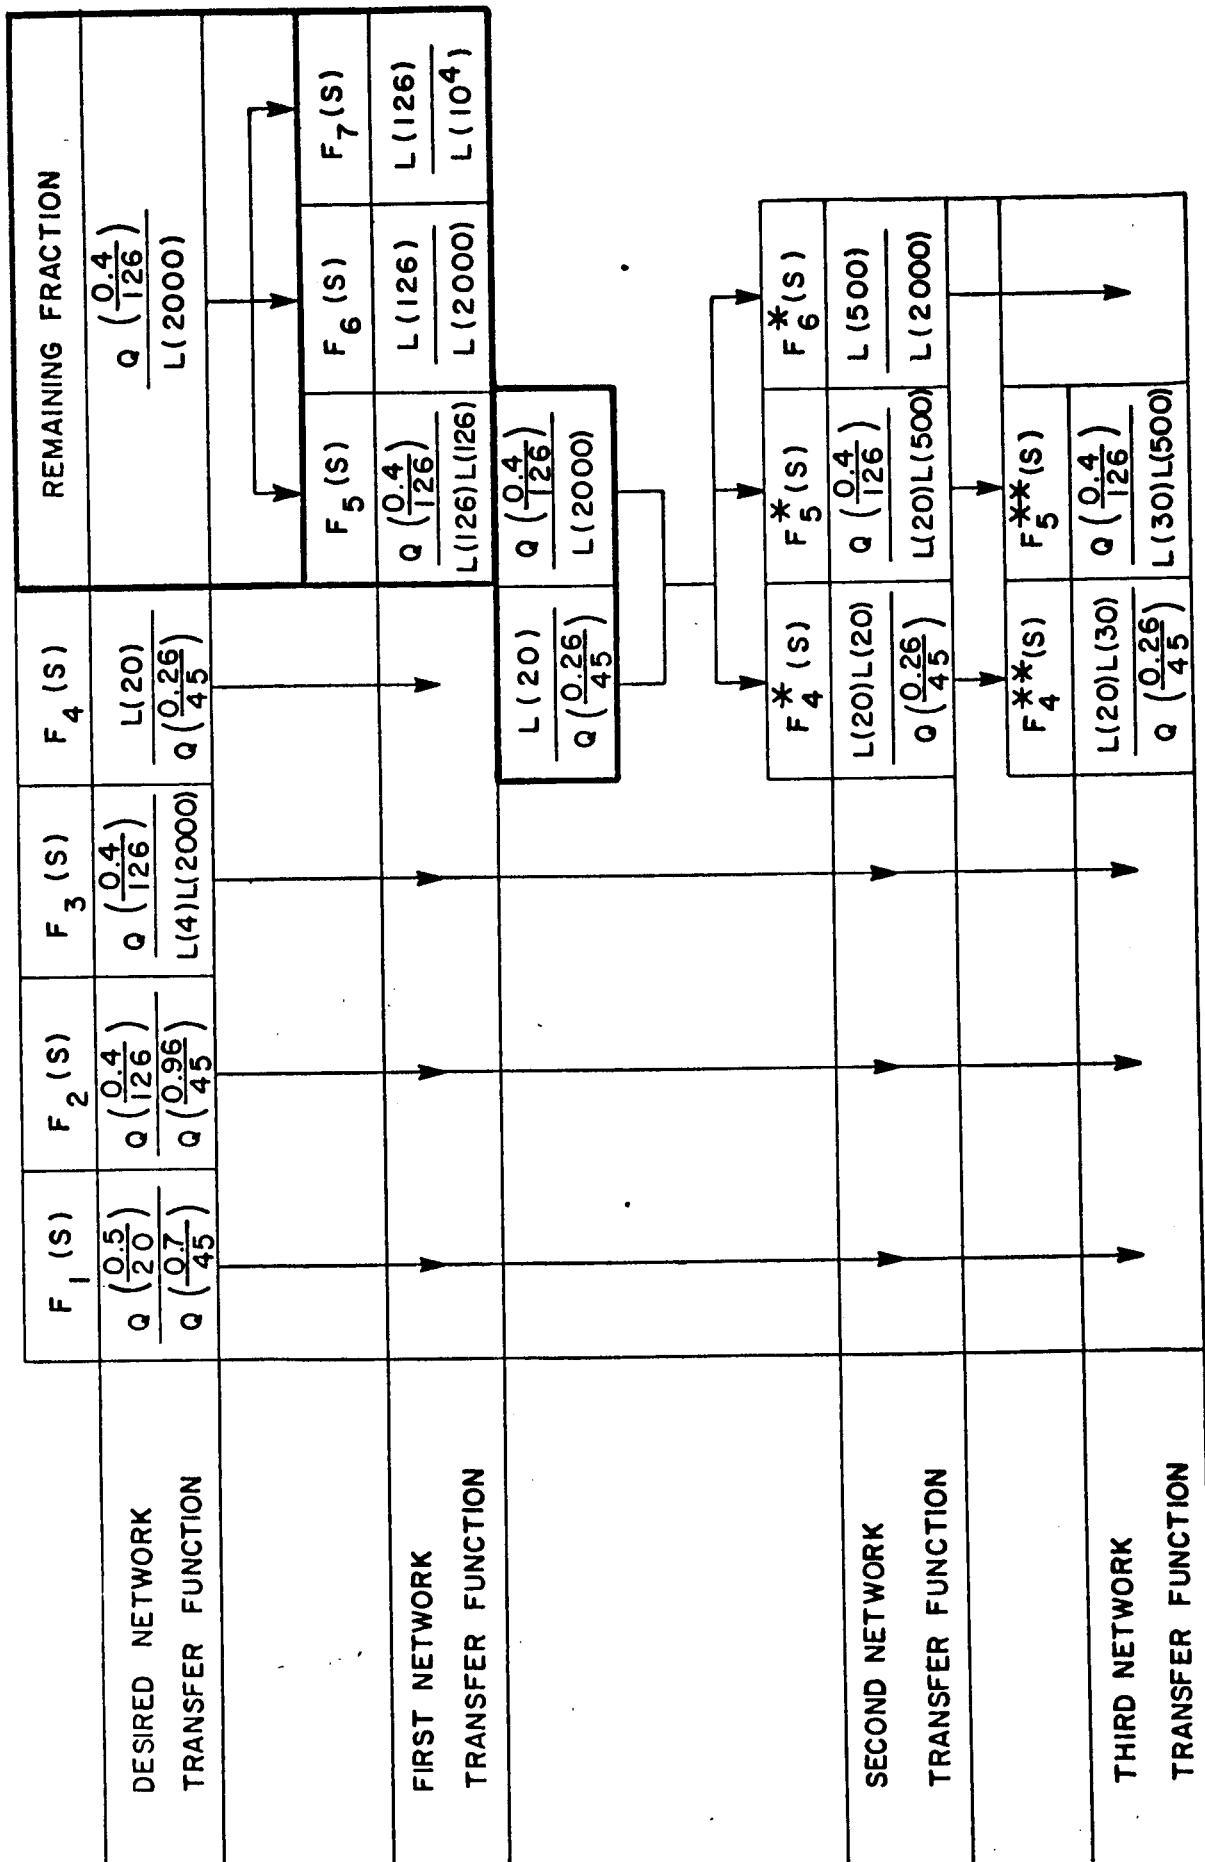 F1(S) F2(S) F3(S) F4(S) REMAINING FRACTION
DESIRED NETWORK
TRANSFER FUNCTION
Q(0.5/20) / Q(0.7/45)
Q(0.4/126) / Q(0.96/45)
Q(0.4/126) / L(4)L(2000)
L(20) / Q(0.26/45)
Q(0.4/126) / L(2000)
F5(S) F6(S) F7(S)
FIRST NETWORK
TRANSFER FUNCTION
Q(0.4/126) / L(126)L(126)
L(126) / L(2000)
L(126) / L(10^4)
L(20) / Q(0.26/45)
Q(0.4/126) / L(2000)
F4*(S) F5*(S) F6*(S)
SECOND NETWORK
TRANSFER FUNCTION
L(20)L(20) / Q(0.26/45)
Q(0.4/126) / L(20)L(500)
L(500) / L(2000)
F4**(S) F5**(S)
THIRD NETWORK
TRANSFER FUNCTION
L(20)L(30) / Q(0.26/45)
Q(0.4/126) / L(30)L(500)